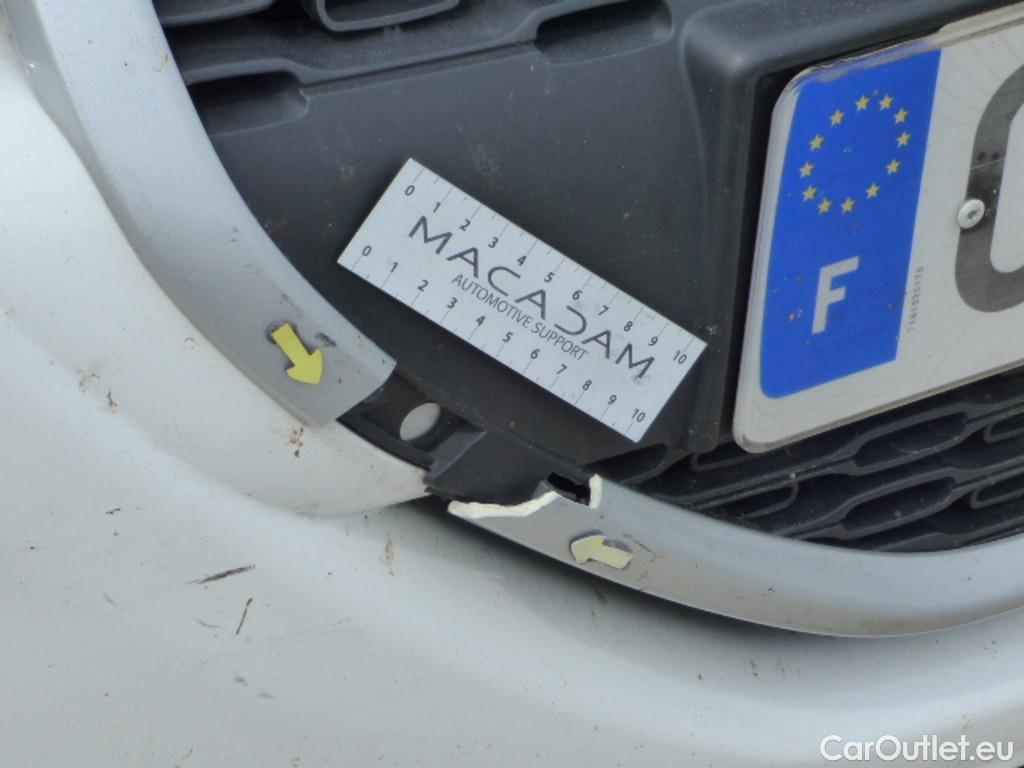 0 1 2 3 4 5 6 7 8 9 10
MACADAM
AUTOMOTIVE SUPPORT
0 1 2 3 4 5 6 7 8 9 10
F
CarOutlet.eu